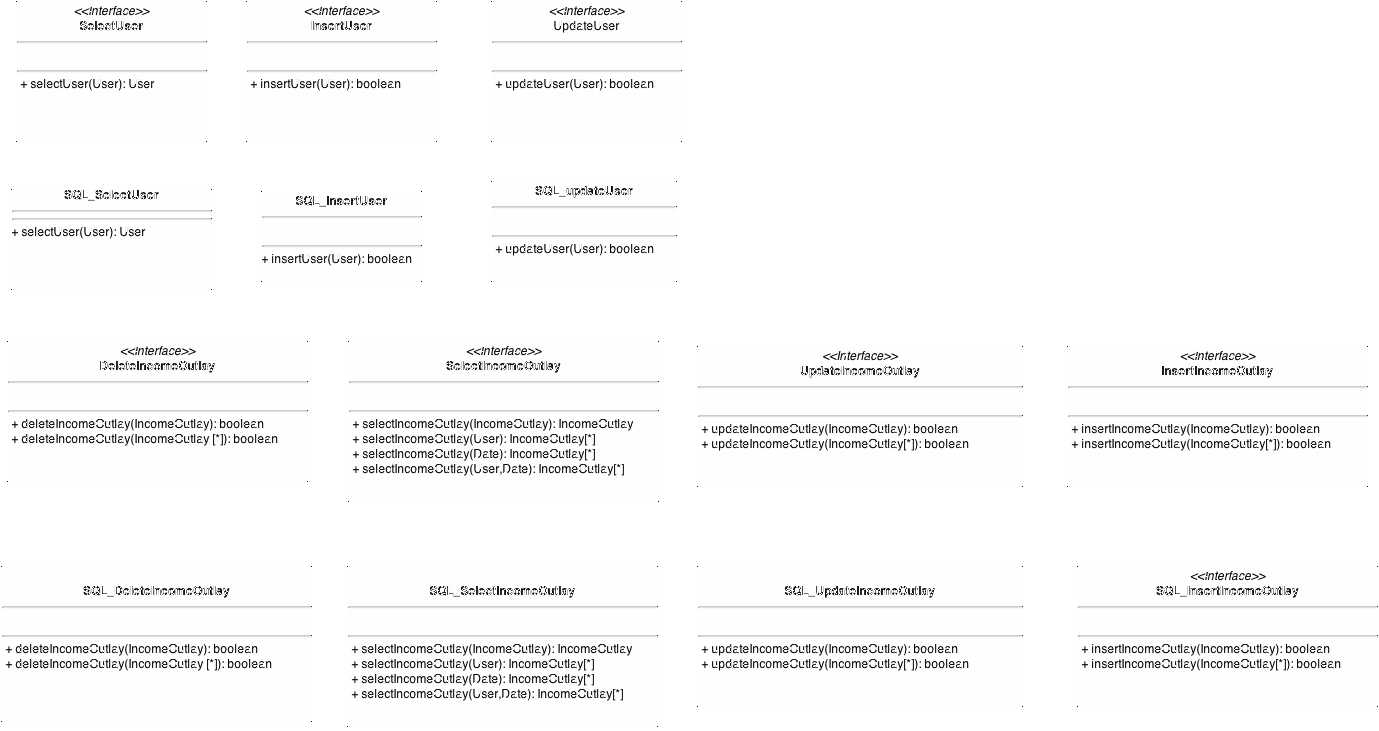 <<Interface>>
SelectUser
+ selectUser(User): User
<<Interface>>
InsertUser
+ insertUser(User): boolean
<<Interface>>
UpdateUser
+ updateUser(User): boolean
SQL_SelectUser
+ selectUser(User): User
SQL_InsertUser
+ insertUser(User): boolean
SQL_updateUser
+ updateUser(User): boolean
<<Interface>>
DeleteIncomeOutlay
+ deleteIncomeOutlay(IncomeOutlay): boolean
+ deleteIncomeOutlay(IncomeOutlay [*]): boolean
<<Interface>>
SelectIncomeOutlay
+ selectIncomeOutlay(IncomeOutlay): IncomeOutlay
+ selectIncomeOutlay(User): IncomeOutlay[*]
+ selectIncomeOutlay(Date): IncomeOutlay[*]
+ selectIncomeOutlay(User,Date): IncomeOutlay[*]
<<Interface>>
UpdateIncomeOutlay
+ updateIncomeOutlay(IncomeOutlay): boolean
+ updateIncomeOutlay(IncomeOutlay[*]): boolean
<<Interface>>
InsertIncomeOutlay
+ insertIncomeOutlay(IncomeOutlay): boolean
+ insertIncomeOutlay(IncomeOutlay[*]): boolean
SQL_DeleteIncomeOutlay
+ deleteIncomeOutlay(IncomeOutlay): boolean
+ deleteIncomeOutlay(IncomeOutlay [*]): boolean
SQL_SelectIncomeOutlay
+ selectIncomeOutlay(IncomeOutlay): IncomeOutlay
+ selectIncomeOutlay(User): IncomeOutlay[*]
+ selectIncomeOutlay(Date): IncomeOutlay[*]
+ selectIncomeOutlay(User,Date): IncomeOutlay[*]
SQL_UpdateIncomeOutlay
+ updateIncomeOutlay(IncomeOutlay): boolean
+ updateIncomeOutlay(IncomeOutlay[*]): boolean
<<Interface>>
SQL_InsertIncomeOutlay
+ insertIncomeOutlay(IncomeOutlay): boolean
+ insertIncomeOutlay(IncomeOutlay[*]): boolean